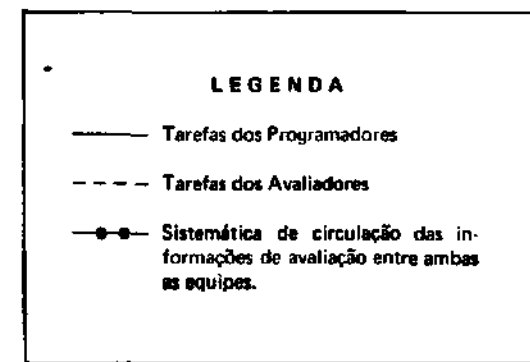 LEGENDA
Tarefas dos Programadores
Tarefas dos Avaliadores
Sistemática de circulação das in-
formações de avaliação entre ambas
as equipes.